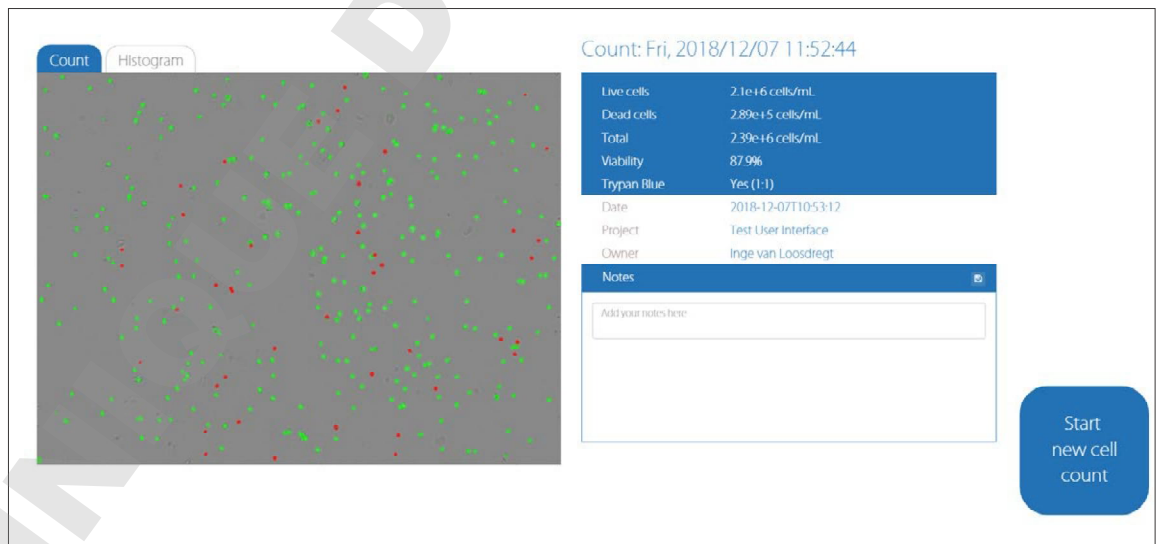 Count Histogram
Count: Fri, 2018/12/07 11:52:44
Live cells 2.1e+6 cells/mL
Dead cells 2.89e+5 cells/mL
Total 2.39e+6 cells/mL
Viability 87.9%
Trypan Blue Yes (1:1)
Date 2018-12-07T10:53:12
Project Test User Interface
Owner Inge van Loosdregt
Notes
Add your notes here
Start
new cell
count